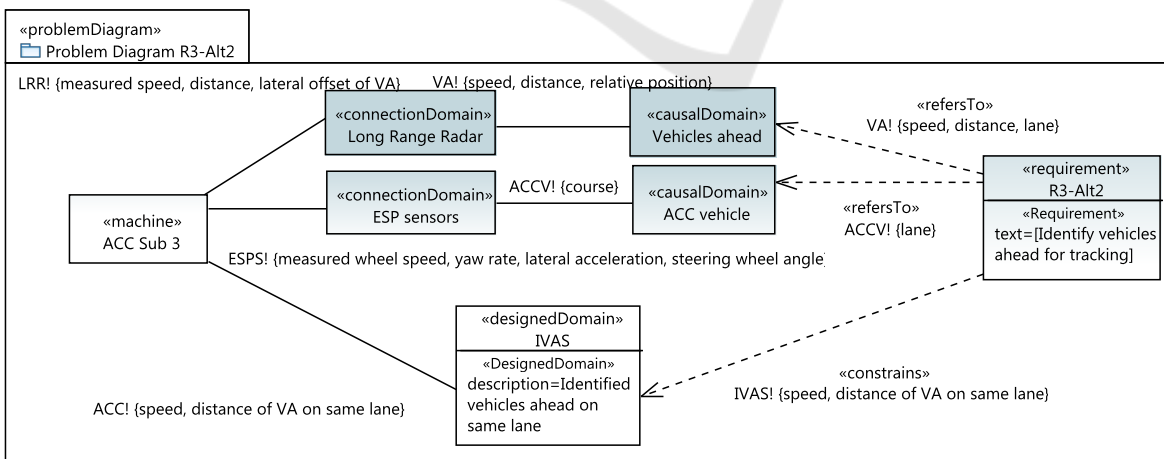 «problemDiagram»
Problem Diagram R3-Alt2
LRR! {measured speed, distance, lateral offset of VA}
VA! {speed, distance, relative position}
«connectionDomain»
Long Range Radar
«causalDomain»
Vehicles ahead
«refersTo»
VA! {speed, distance, lane}
«machine»
ACC Sub 3
«connectionDomain»
ESP sensors
ACCV! {course}
«causalDomain»
ACC vehicle
«refersTo»
ACCV! {lane}
«requirement»
R3-Alt2
«Requirement»
text=[Identify vehicles
ahead for tracking]
ESPS! {measured wheel speed, yaw rate, lateral acceleration, steering wheel angle}
«designedDomain»
IVAS
«DesignedDomain»
description=Identified
vehicles ahead on
same lane
«constrains»
IVAS! {speed, distance of VA on same lane}
ACC! {speed, distance of VA on same lane}